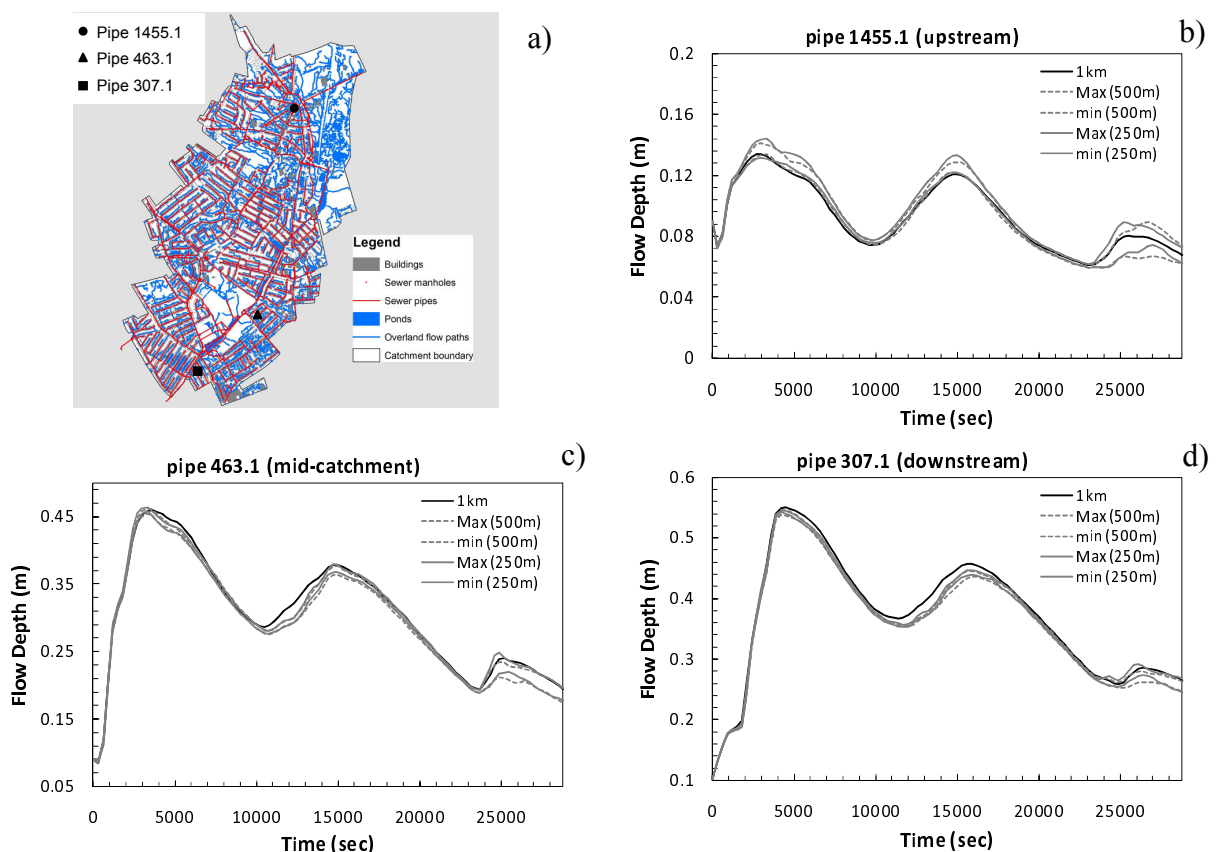 Pipe 1455.1
Pipe 463.1
Pipe 307.1
a)
Legend
Buildings
Sewer manholes
Sewer pipes
Ponds
Overland flow paths
Catchment boundary
b)
pipe 1455.1 (upstream)
0.2
0.16
0.12
0.08
0.04
0
Flow Depth (m)
1km
Max (500m)
min (500m)
Max (250m)
min (250m)
0 5000 10000 15000 20000 25000
Time (sec)
c)
pipe 463.1 (mid-catchment)
0.45
0.35
0.25
0.15
0.05
Flow Depth (m)
1km
Max (500m)
min (500m)
Max (250m)
min (250m)
0 5000 10000 15000 20000 25000
Time (sec)
d)
pipe 307.1 (downstream)
0.6
0.5
0.4
0.3
0.2
0.1
Flow Depth (m)
1km
Max (500m)
min (500m)
Max (250m)
min (250m)
0 5000 10000 15000 20000 25000
Time (sec)